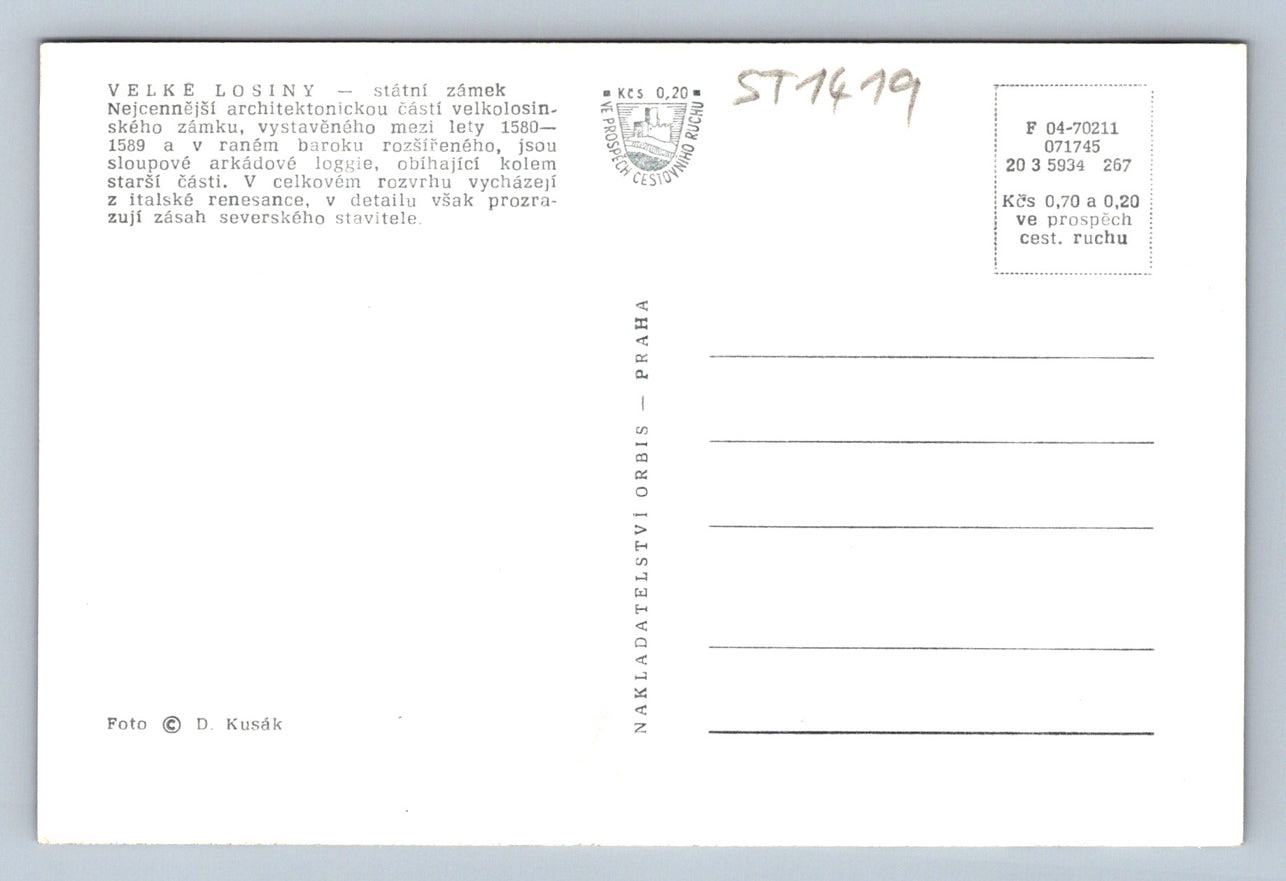 VELKÉ LOSINY — státní zámek
Nejcennější architektonickou částí velkolosin-
ského zámku, vystavěného mezi lety 1580—
1589 a v raném baroku rozšířeného, jsou
sloupové arkádové loggie, obíhající kolem
starší části. V celkovém rozvrhu vycházejí
z italské renesance, v detailu však prozra-
zují zásah severského stavitele.
Foto © D. Kusák
■ Kčs 0,20 ■
VE PROSPĚCH CESTOVNÍHO RUCHU
NAKLADATELSTVÍ ORBIS — PRAHA
ST1419
F 04-70211
071745
20 3 5934 267
Kčs 0,70 a 0,20
ve prospěch
cest. ruchu